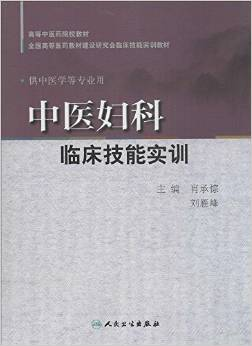 高等中医药院校教材
全国高等医药教材建设研究会临床技能实训教材
·供中医学等专业用
中医妇科
临床技能实训
主编 肖承悰
刘雁峰
人民卫生出版社